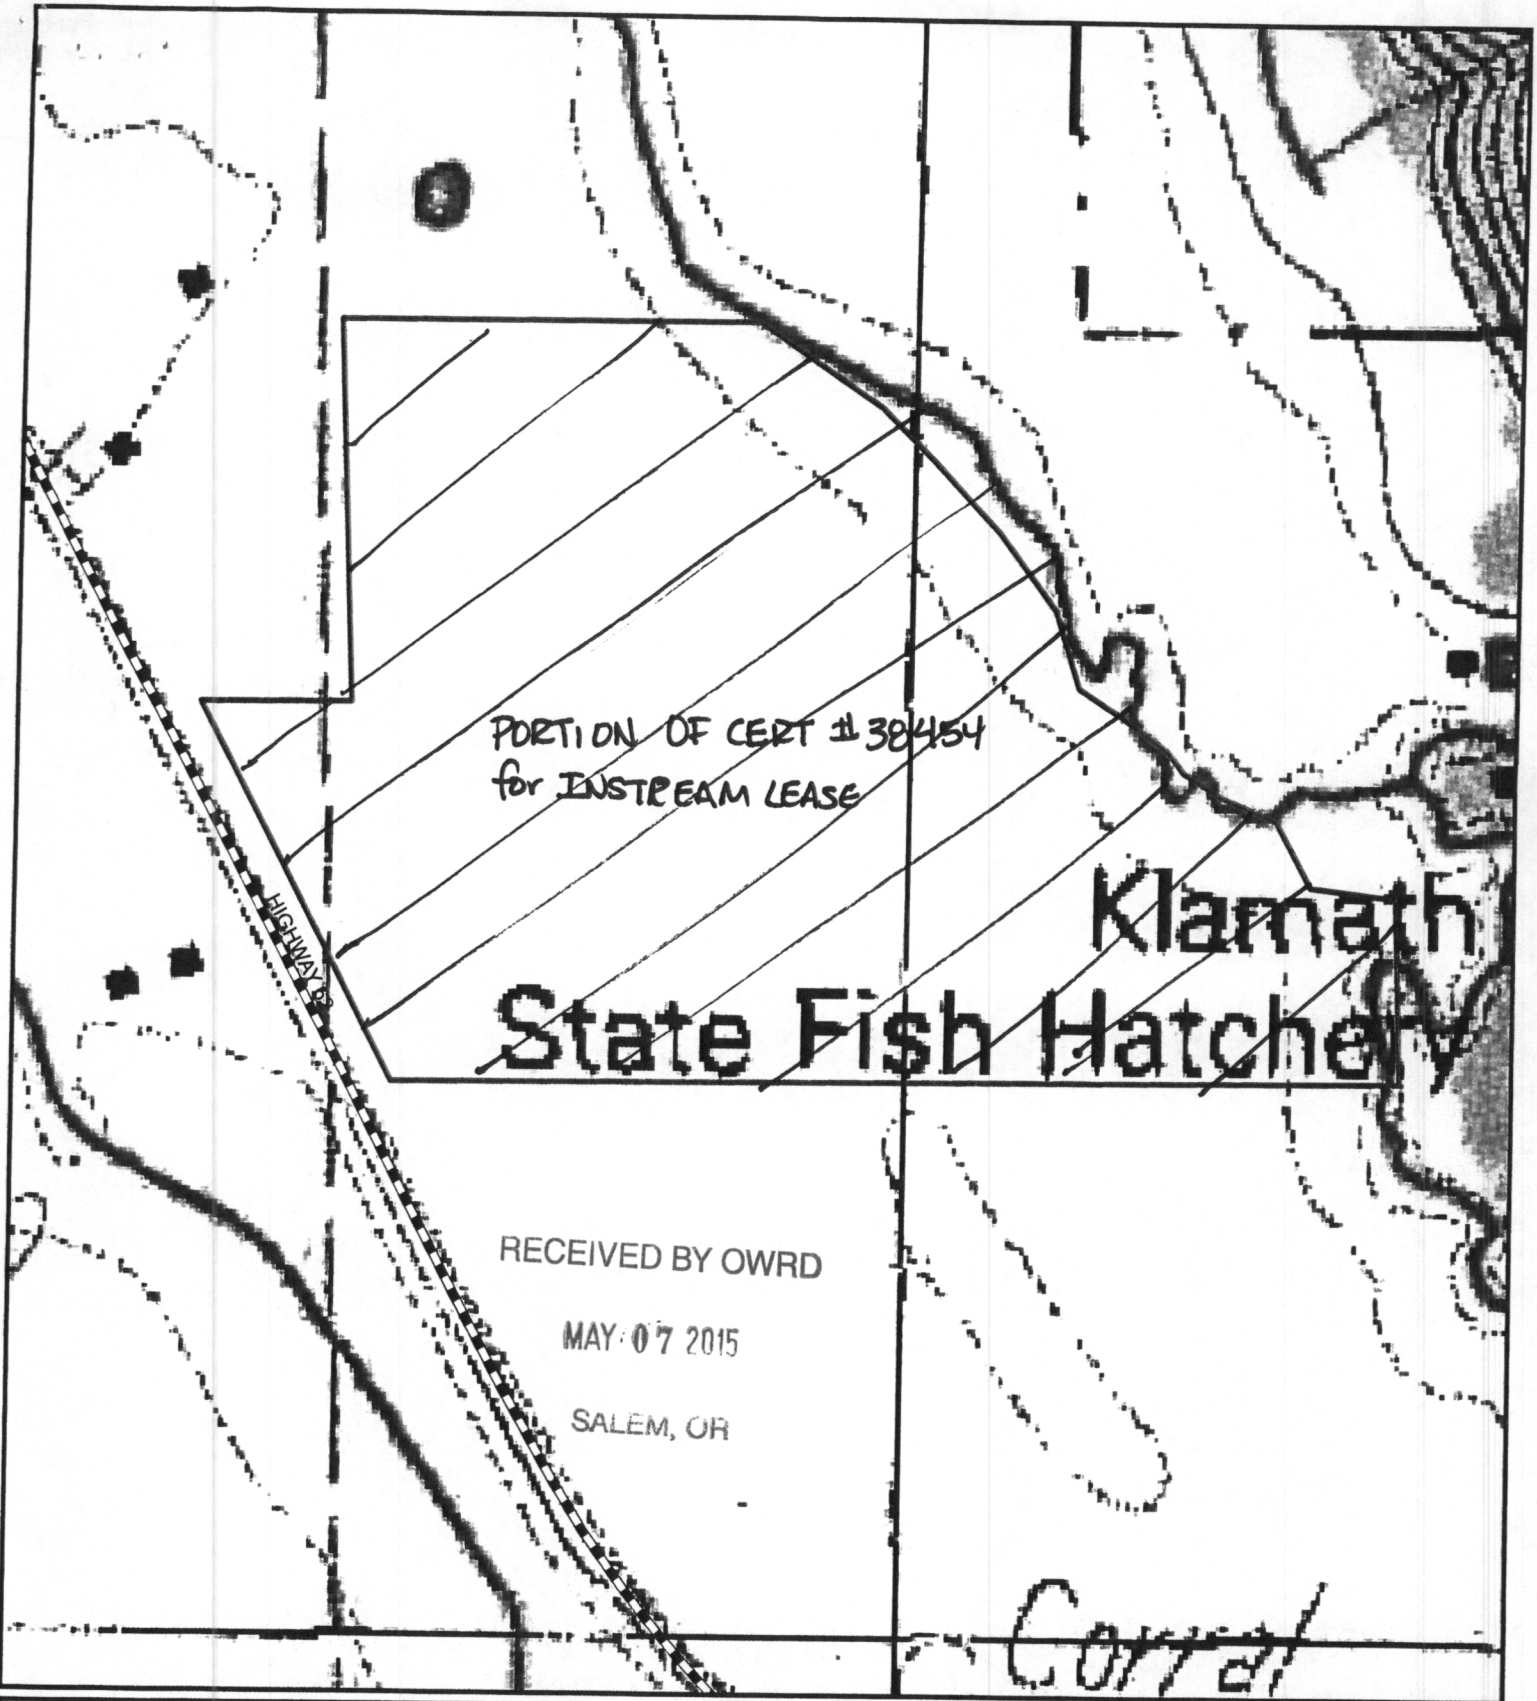 PORTION OF CERT # 38454
for INSTREAM LEASE
HIGHWAY 62
Klamath
State Fish Hatchery
RECEIVED BY OWRD
MAY 07 2015
SALEM, OR
Corral